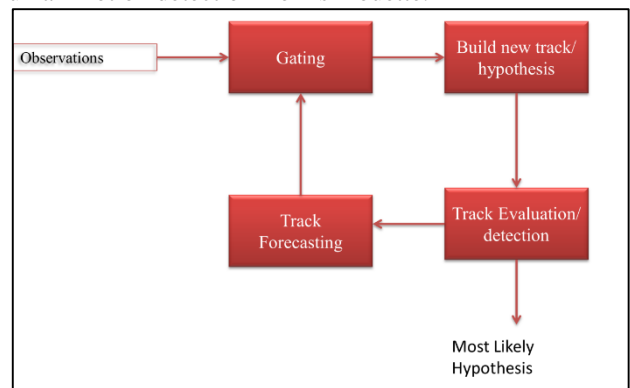 Observations
Gating
Build new track/
hypothesis
Track
Forecasting
Track Evaluation/
detection
Most Likely
Hypothesis